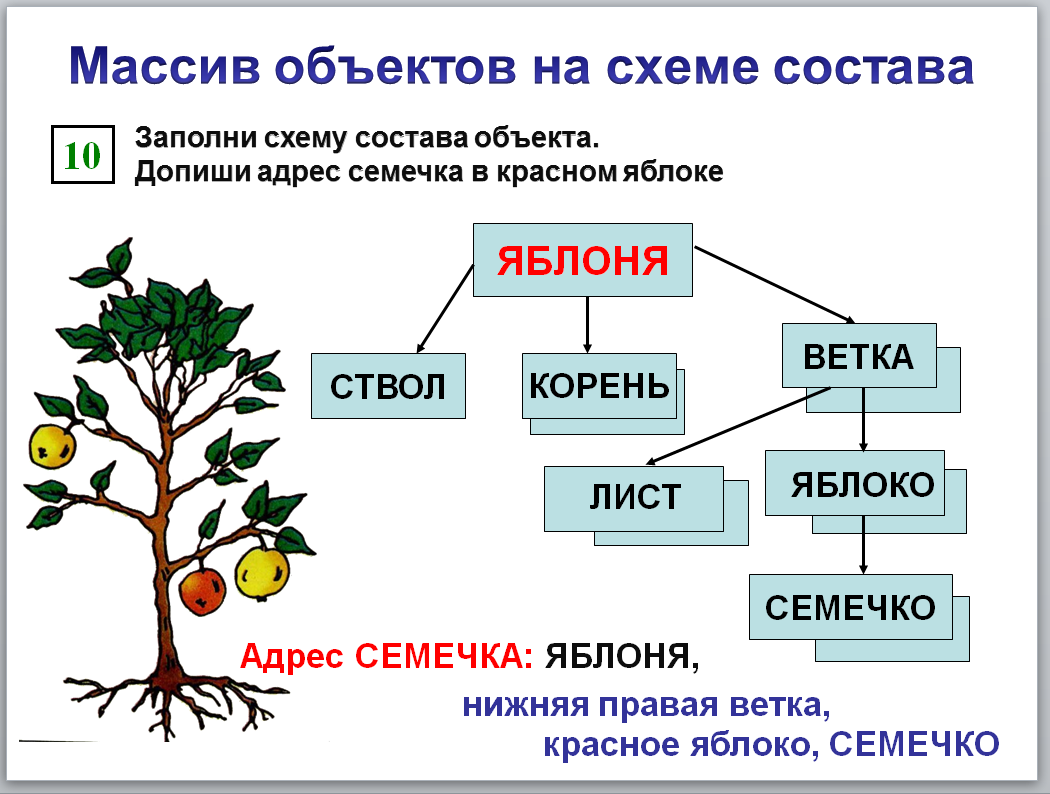 Массив объектов на схеме состава
10
Заполни схему состава объекта.
Допиши адрес семечка в красном яблоке
ЯБЛОНЯ
СТВОЛ
КОРЕНЬ
ВЕТКА
ЛИСТ
ЯБЛОКО
СЕМЕЧКО
Адрес СЕМЕЧКА: ЯБЛОНЯ,
нижняя правая ветка,
красное яблоко, СЕМЕЧКО